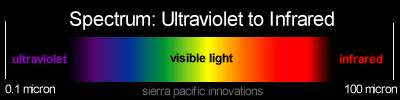 Spectrum: Ultraviolet to Infrared
ultraviolet visible light infrared
0.1 micron sierra pacific innovations 100 micron